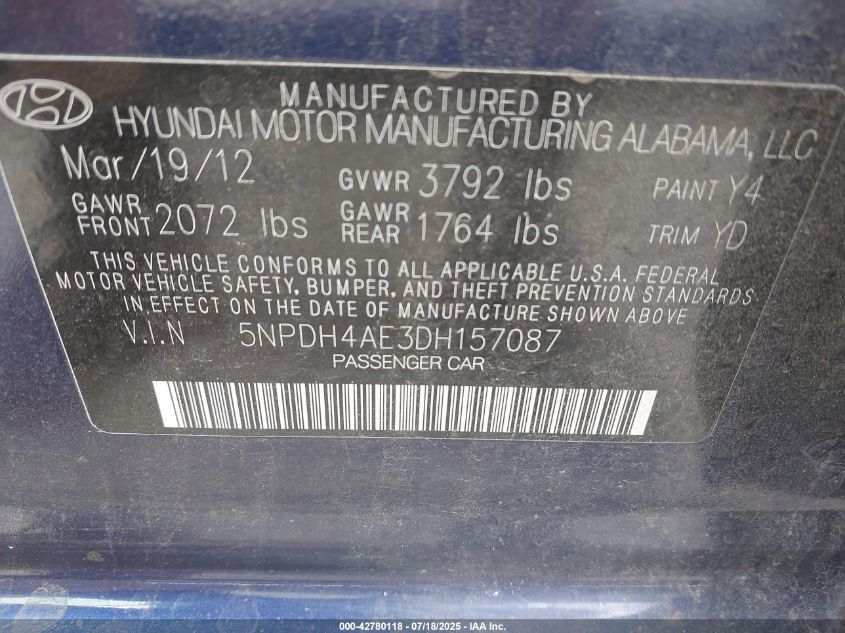 MANUFACTURED BY
HYUNDAI MOTOR MANUFACTURING ALABAMA, LLC
Mar/19/12 GVWR 3792 lbs PAINT Y4
GAWR FRONT 2072 lbs GAWR REAR 1764 lbs TRIM YD
THIS VEHICLE CONFORMS TO ALL APPLICABLE U.S.A. FEDERAL
MOTOR VEHICLE SAFETY, BUMPER, AND THEFT PREVENTION STANDARDS
IN EFFECT ON THE DATE OF MANUFACTURE SHOWN ABOVE
V.I.N 5NPDH4AE3DH157087
PASSENGER CAR
000-42780118 - 07/18/2025 - IAA Inc.